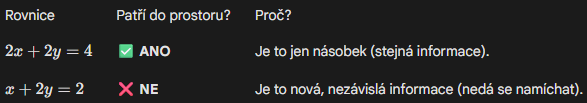 Rovnice Patří do prostoru? Proč?
2x + 2y = 4 ✅ ANO Je to jen násobek (stejná informace).
x + 2y = 2 ❌ NE Je to nová, nezávislá informace (nedá se namíchat).